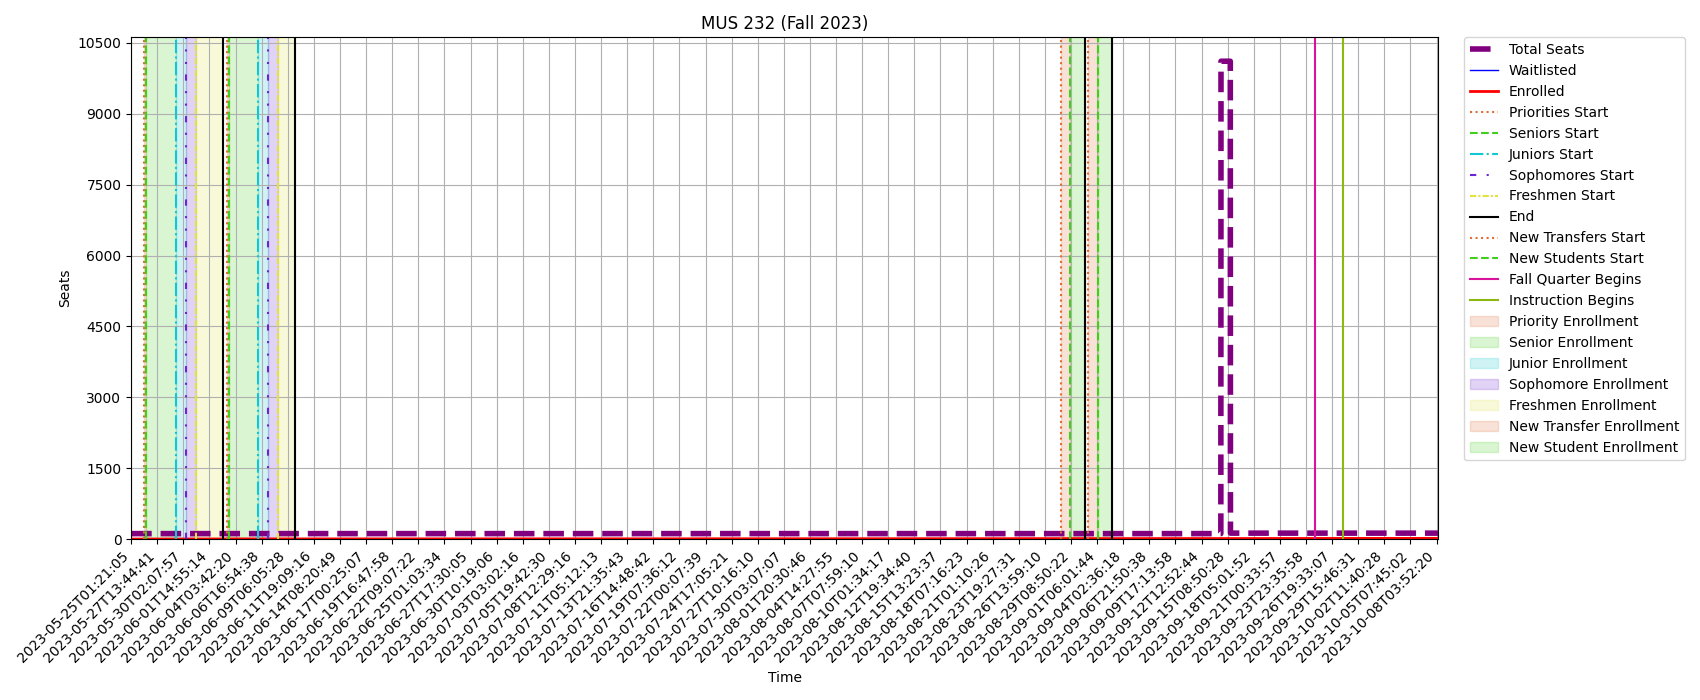 MUS 232 (Fall 2023)
10500
9000
7500
6000
4500
3000
1500
0
Seats
2023-05-25T01:21:05
2023-05-27T13:44:41
2023-05-30T02:07:57
2023-06-01T14:55:14
2023-06-04T03:42:20
2023-06-06T16:54:38
2023-06-09T06:05:28
2023-06-11T19:09:16
2023-06-14T08:20:49
2023-06-17T00:25:07
2023-06-19T16:47:58
2023-06-22T09:07:22
2023-06-25T01:03:34
2023-06-27T17:30:05
2023-06-30T10:19:06
2023-07-03T03:02:16
2023-07-05T19:42:30
2023-07-08T12:29:16
2023-07-11T05:12:13
2023-07-13T21:35:43
2023-07-16T14:48:42
2023-07-19T07:36:12
2023-07-22T00:07:39
2023-07-24T17:05:21
2023-07-27T10:16:10
2023-07-30T03:07:07
2023-08-01T20:30:46
2023-08-04T14:27:55
2023-08-07T07:59:10
2023-08-10T01:34:17
2023-08-12T19:34:40
2023-08-15T13:23:37
2023-08-18T07:16:23
2023-08-21T01:10:26
2023-08-23T19:27:31
2023-08-26T13:59:10
2023-08-29T08:50:22
2023-09-01T06:01:44
2023-09-04T02:36:18
2023-09-06T21:50:38
2023-09-09T17:13:58
2023-09-12T12:52:44
2023-09-15T08:50:28
2023-09-18T05:01:52
2023-09-21T00:33:57
2023-09-23T23:35:58
2023-09-26T19:33:07
2023-09-29T15:46:31
2023-10-02T11:40:28
2023-10-05T07:45:02
2023-10-08T03:52:20
Time
Total Seats
Waitlisted
Enrolled
Priorities Start
Seniors Start
Juniors Start
Sophomores Start
Freshmen Start
End
New Transfers Start
New Students Start
Fall Quarter Begins
Instruction Begins
Priority Enrollment
Senior Enrollment
Junior Enrollment
Sophomore Enrollment
Freshmen Enrollment
New Transfer Enrollment
New Student Enrollment